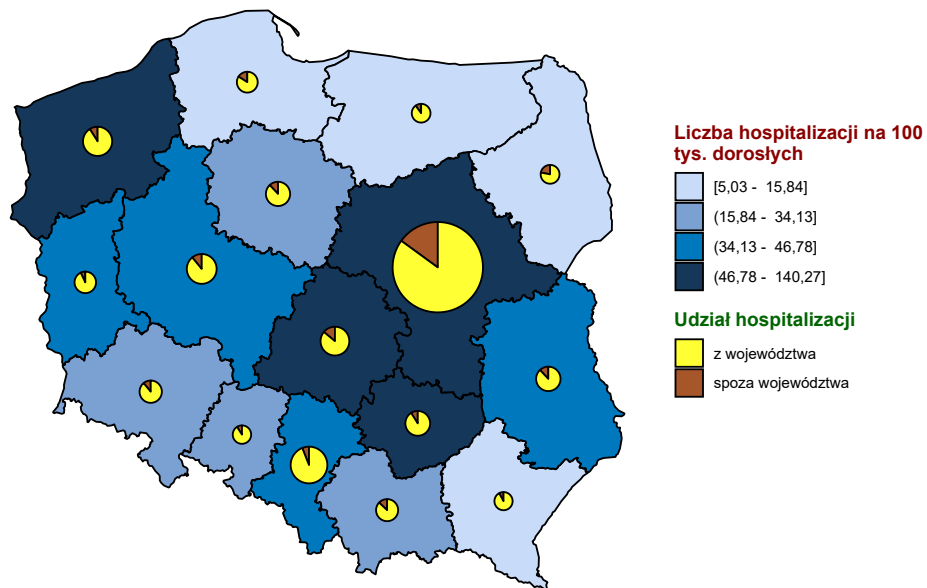 Liczba hospitalizacji na 100
tys. dorosłych
[5,03 - 15,84]
(15,84 - 34,13]
(34,13 - 46,78]
(46,78 - 140,27]
Udział hospitalizacji
z województwa
spoza województwa